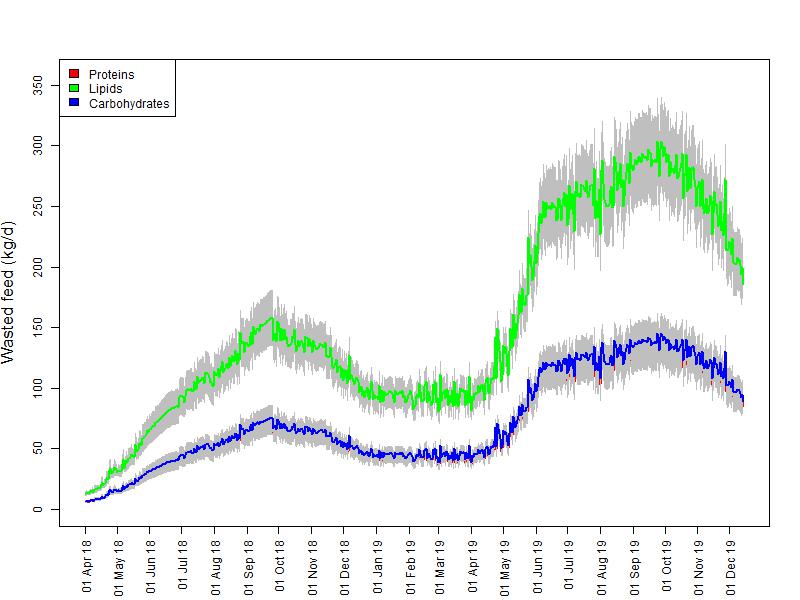 Proteins
Lipids
Carbohydrates
Wasted feed (kg/d)
350
300
250
200
150
100
50
0
01 Apr 18
01 May 18
01 Jun 18
01 Jul 18
01 Aug 18
01 Sep 18
01 Oct 18
01 Nov 18
01 Dec 18
01 Jan 19
01 Feb 19
01 Mar 19
01 Apr 19
01 May 19
01 Jun 19
01 Jul 19
01 Aug 19
01 Sep 19
01 Oct 19
01 Nov 19
01 Dec 19